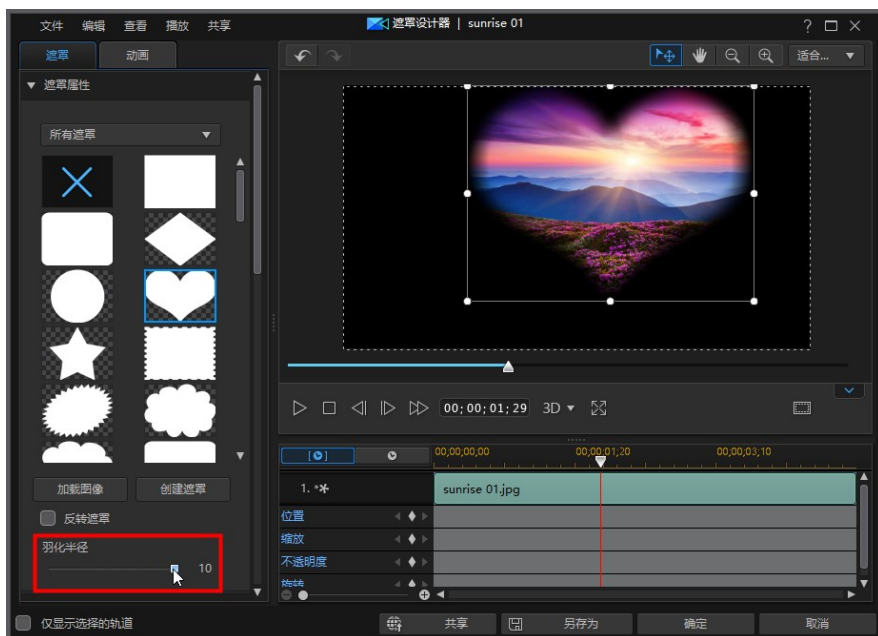 文件 编辑 查看 播放 共享 遮罩设计器 | sunrise 01 ?
遮罩 动画
适合...
遮罩属性
所有遮罩
加载图像 创建遮罩
反转遮罩
羽化半径
10
00;00;01;29 3D
00;00;00;00 00;00;01;20 00;00;03;10
1. sunrise 01.jpg
位置
缩放
不透明度
旋转
仅显示选择的轨道 共享 另存为 确定 取消